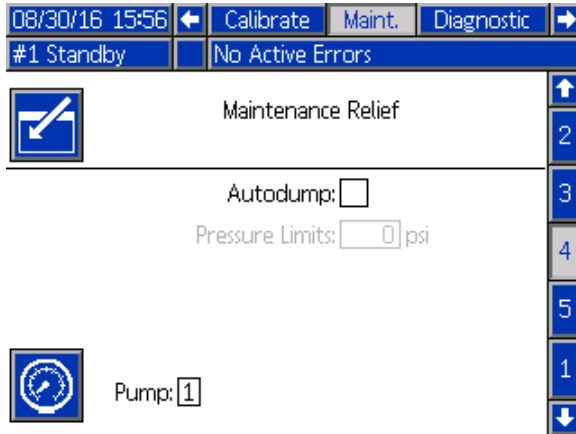 08/30/16 15:56 Calibrate Maint. Diagnostic
#1 Standby No Active Errors
Maintenance Relief
2
Autodump:
3
Pressure Limits: 0 psi
4
5
1
Pump: 1